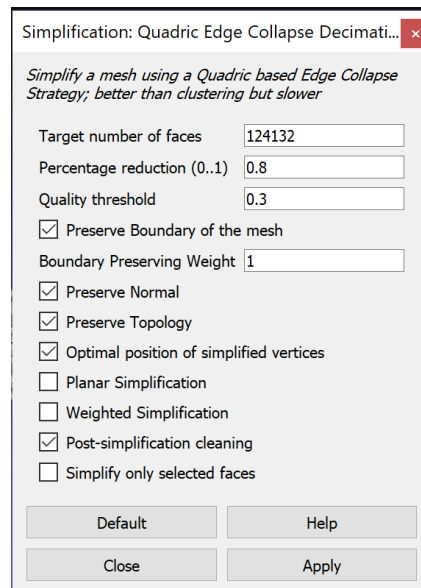 Simplification: Quadric Edge Collapse Decimati...
Simplify a mesh using a Quadric based Edge Collapse
Strategy; better than clustering but slower
Target number of faces 124132
Percentage reduction (0..1) 0.8
Quality threshold 0.3
Preserve Boundary of the mesh
Boundary Preserving Weight 1
Preserve Normal
Preserve Topology
Optimal position of simplified vertices
Planar Simplification
Weighted Simplification
Post-simplification cleaning
Simplify only selected faces
Default Help
Close Apply